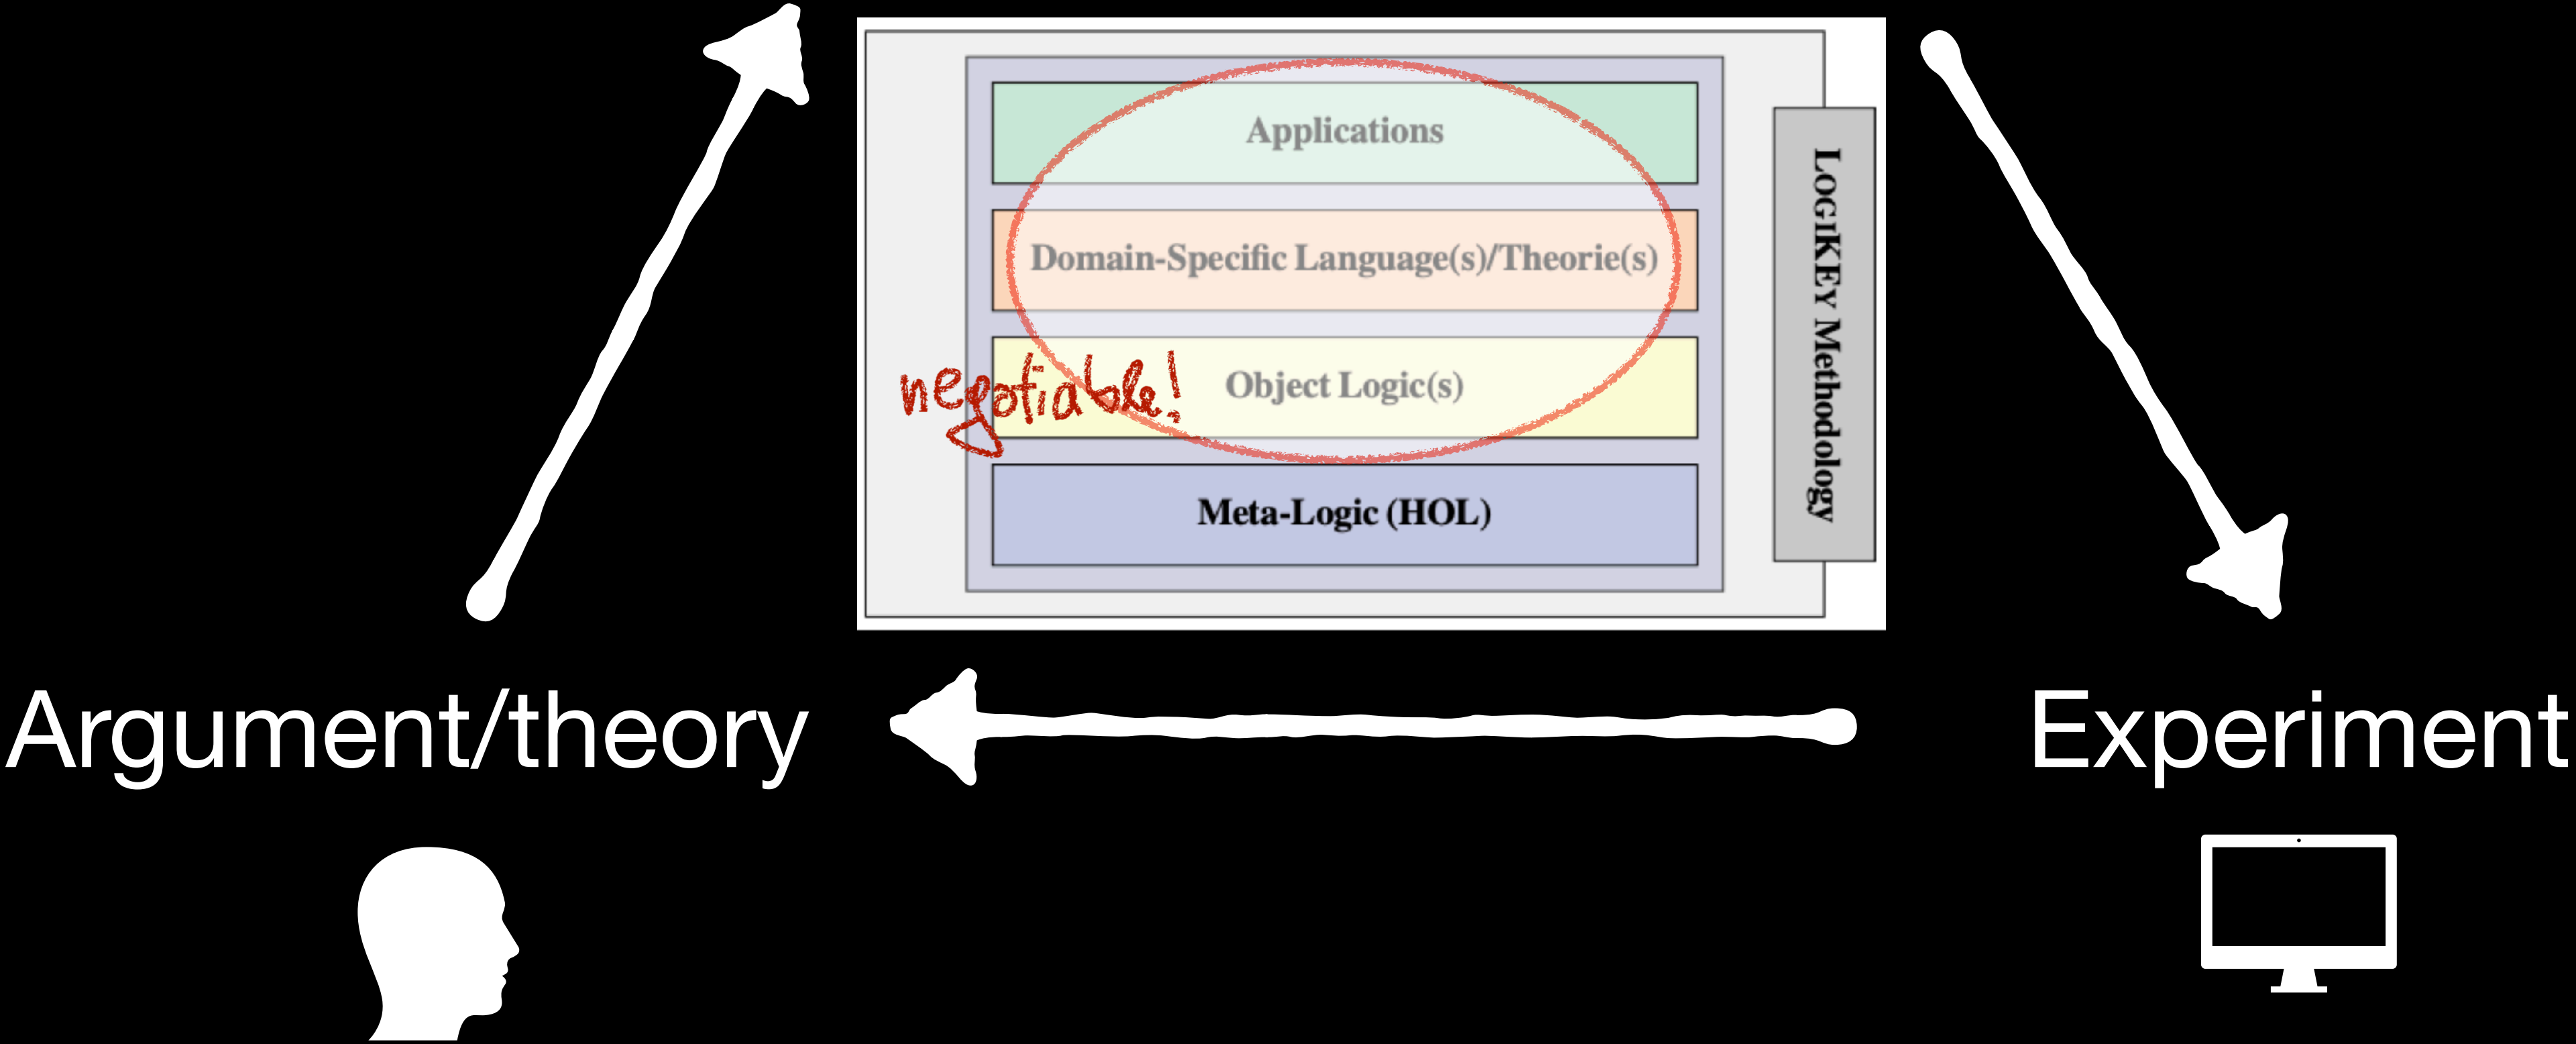 Applications
Domain-Specific Language(s)/Theorie(s)
negotiable!
Object Logic(s)
Meta-Logic (HOL)
LOGIKEY Methodology
Argument/theory
Experiment